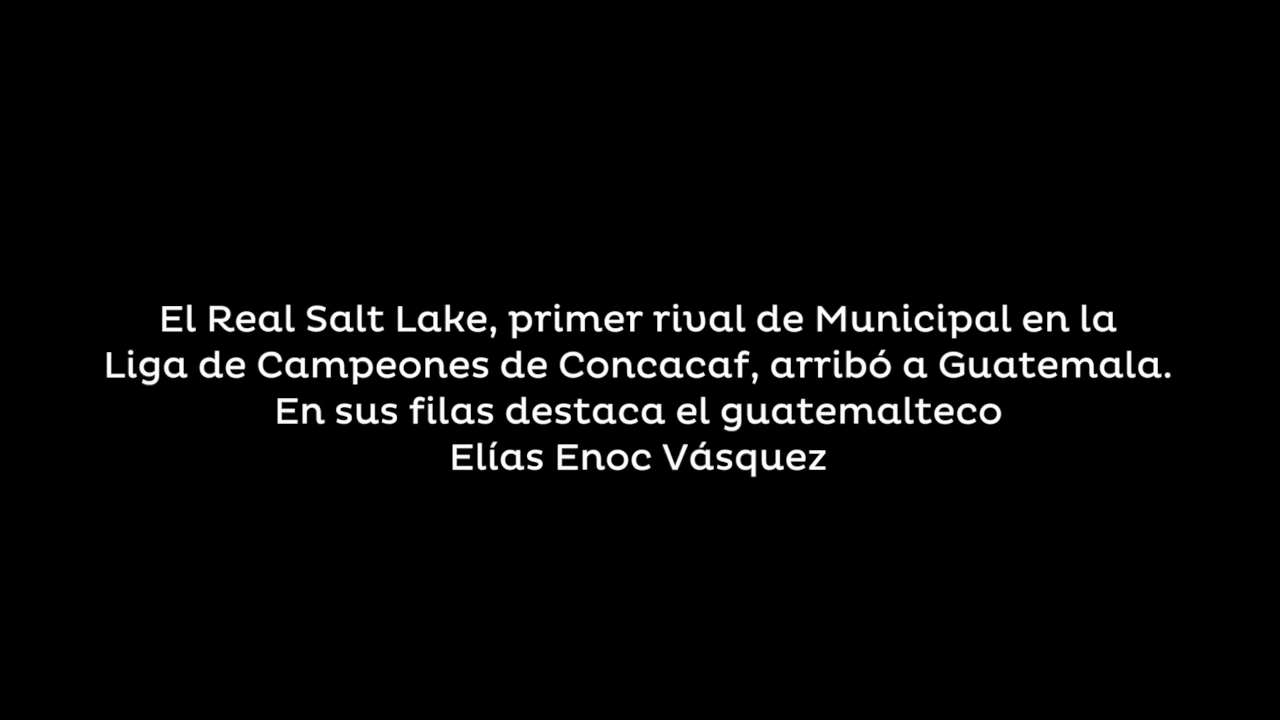 El Real Salt Lake, primer rival de Municipal en la
Liga de Campeones de Concacaf, arribó a Guatemala.
En sus filas destaca el guatemalteco
Elías Enoc Vásquez